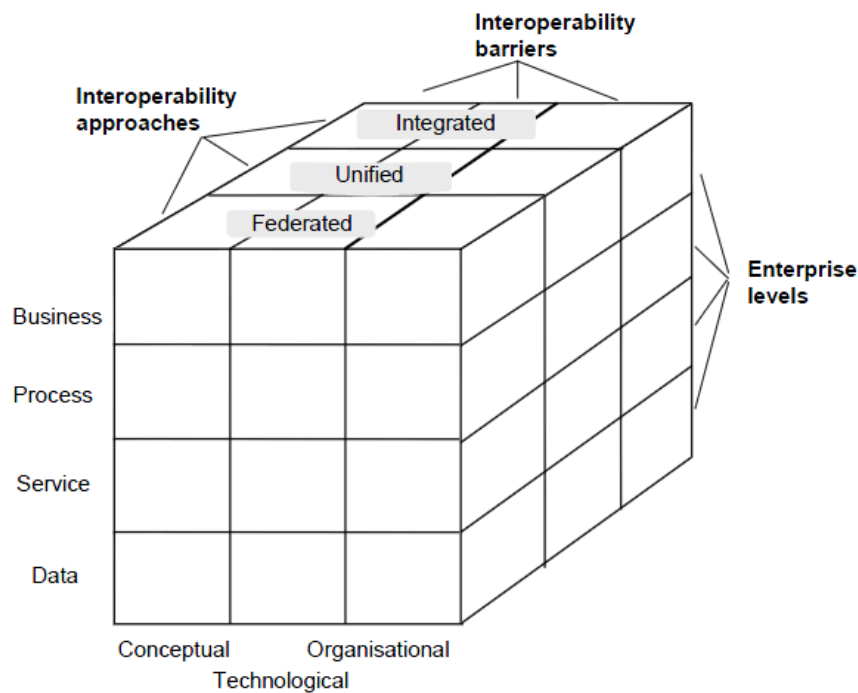 Interoperability
barriers
Interoperability
approaches
Integrated
Unified
Federated
Enterprise
levels
Business
Process
Service
Data
Conceptual
Organisational
Technological